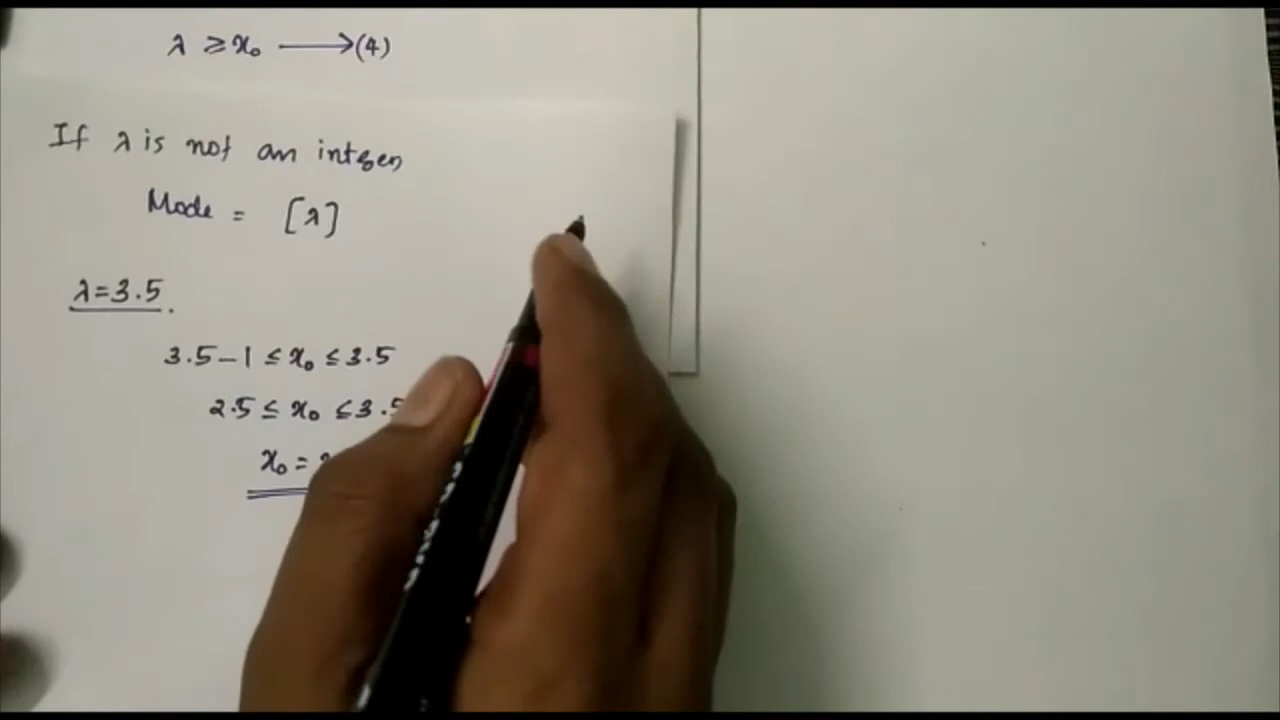 λ ≥ x₀ ⟶ (4)
If λ is not an integer
Mode = [λ]
λ = 3.5.
3.5 – 1 ≤ x₀ ≤ 3.5
2.5 ≤ x₀ ≤ 3.5
x₀ =